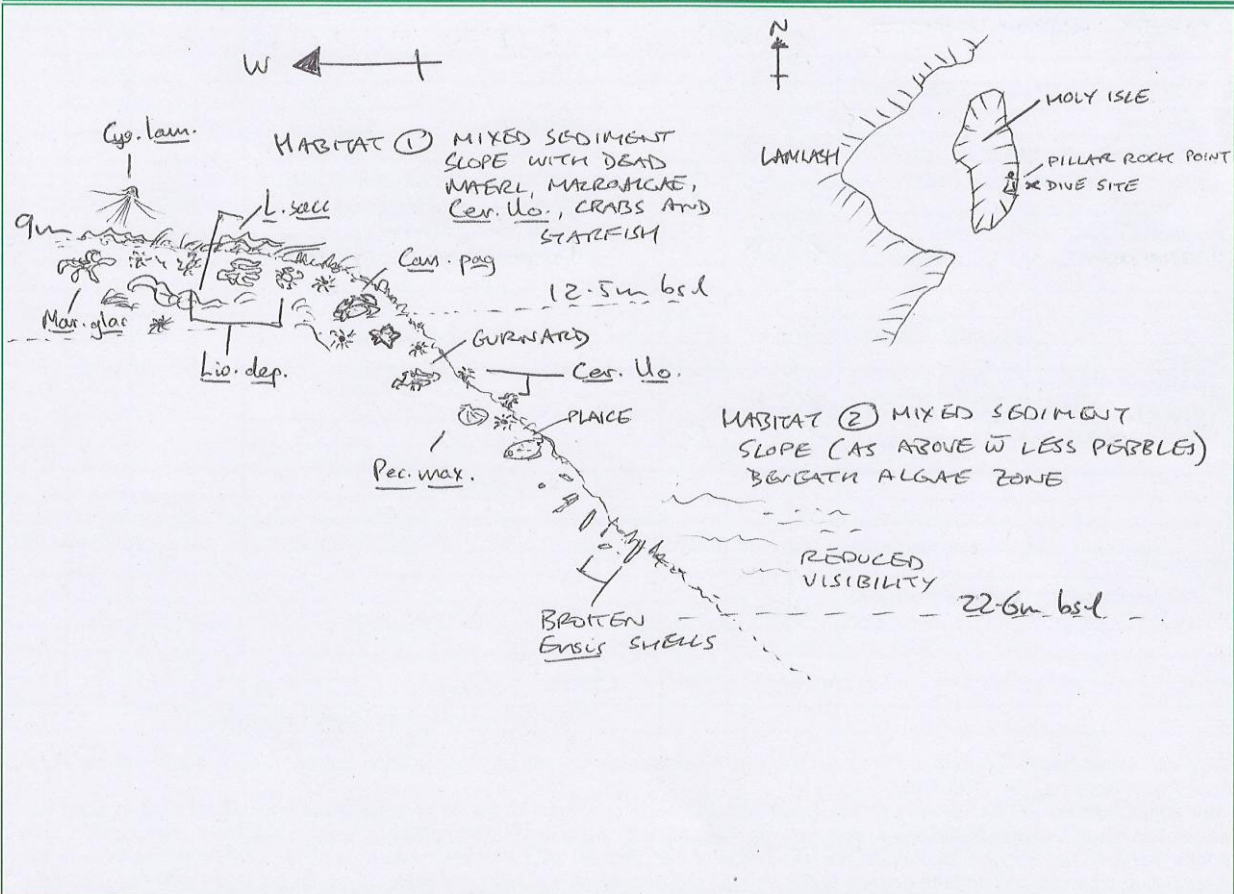 W
N
HOLY ISLE
LAMLASH
PILLAR ROCK POINT
x DIVE SITE
Cys. lam.
HABITAT ① MIXED SEDIMENT
SLOPE WITH DEAD
MAERL, MACROALGAE,
Cer. llo., CRABS AND
STARFISH
L. sacc
9m
Can. pag
12.5m bsl
Mar. glac
Lio. dep.
GURNARD
Cer. llo.
PLAICE
Pec. max.
HABITAT ② MIXED SEDIMENT
SLOPE (AS ABOVE w̄ LESS PEBBLES)
BENEATH ALGAE ZONE
REDUCED
VISIBILITY
22.6m bsl
BROKEN
Ensis SHELLS